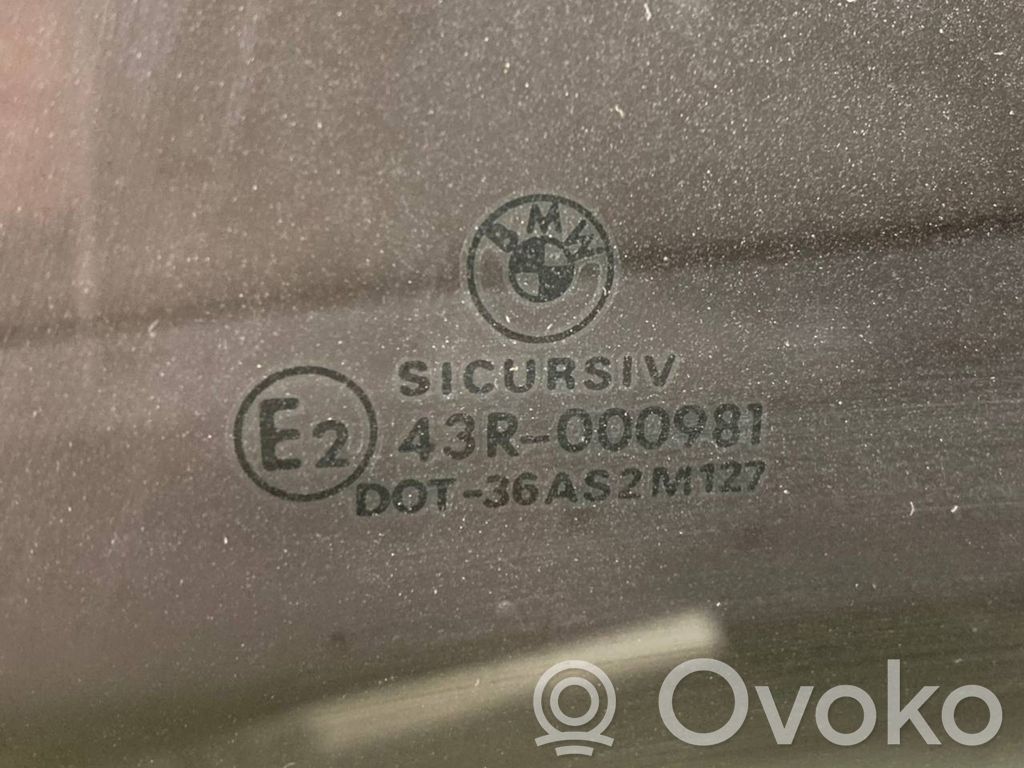 BMW
SICURSIV
E2
43R-000981
DOT-36AS2M127
Ovoko